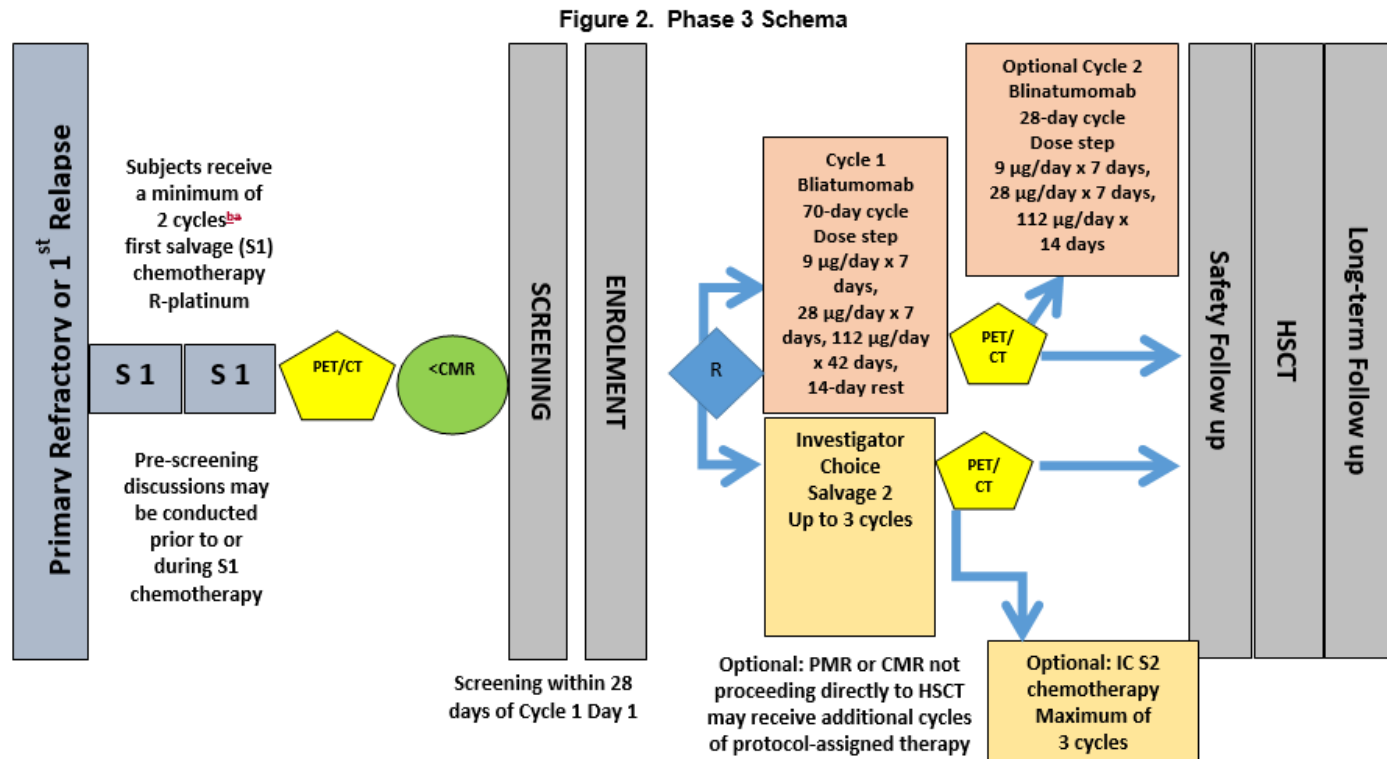 Figure 2. Phase 3 Schema
Primary Refractory or 1st Relapse
Subjects receive
a minimum of
2 cyclesba
first salvage (S1)
chemotherapy
R-platinum
S 1
S 1
PET/CT
<CMR
Pre-screening
discussions may
be conducted
prior to or
during S1
chemotherapy
SCREENING
ENROLMENT
Screening within 28
days of Cycle 1 Day 1
R
Cycle 1
Bliatumomab
70-day cycle
Dose step
9 µg/day x 7
days,
28 µg/day x 7
days, 112 µg/day
x 42 days,
14-day rest
PET/
CT
Optional Cycle 2
Blinatumomab
28-day cycle
Dose step
9 µg/day x 7 days,
28 µg/day x 7 days,
112 µg/day x
14 days
Investigator
Choice
Salvage 2
Up to 3 cycles
PET/
CT
Optional: PMR or CMR not
proceeding directly to HSCT
may receive additional cycles
of protocol-assigned therapy
Optional: IC S2
chemotherapy
Maximum of
3 cycles
Safety Follow up
HSCT
Long-term Follow up